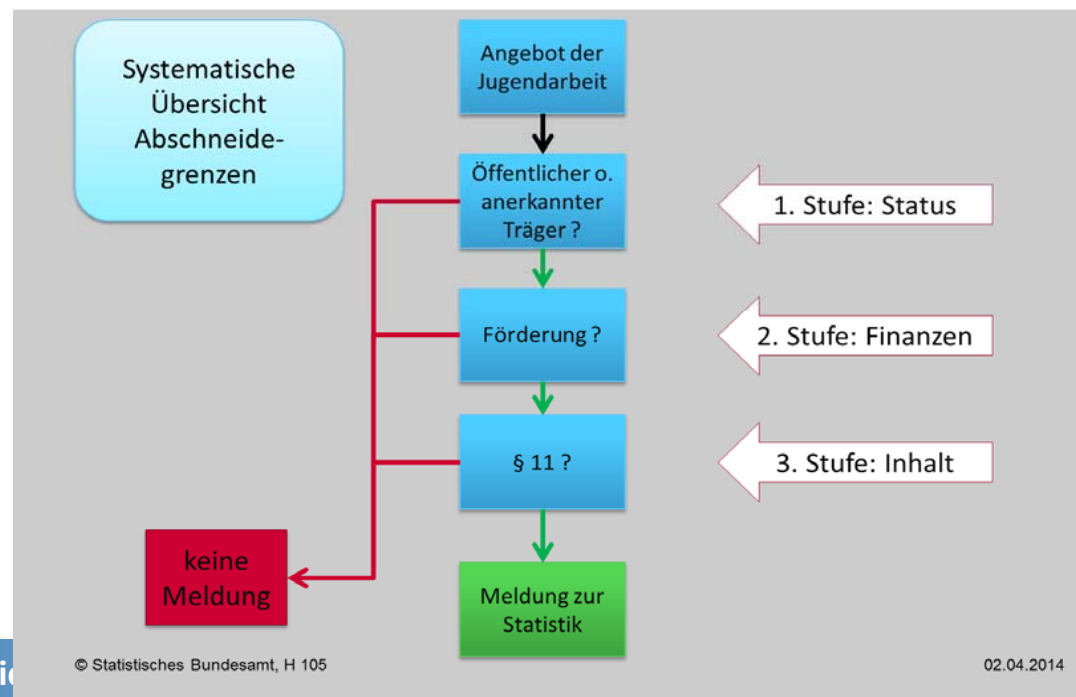 Systematische
Übersicht
Abschneide-
grenzen
Angebot der
Jugendarbeit
Öffentlicher o.
anerkannter
Träger ?
1. Stufe: Status
Förderung ?
2. Stufe: Finanzen
§ 11 ?
3. Stufe: Inhalt
keine
Meldung
Meldung zur
Statistik
© Statistisches Bundesamt, H 105
02.04.2014